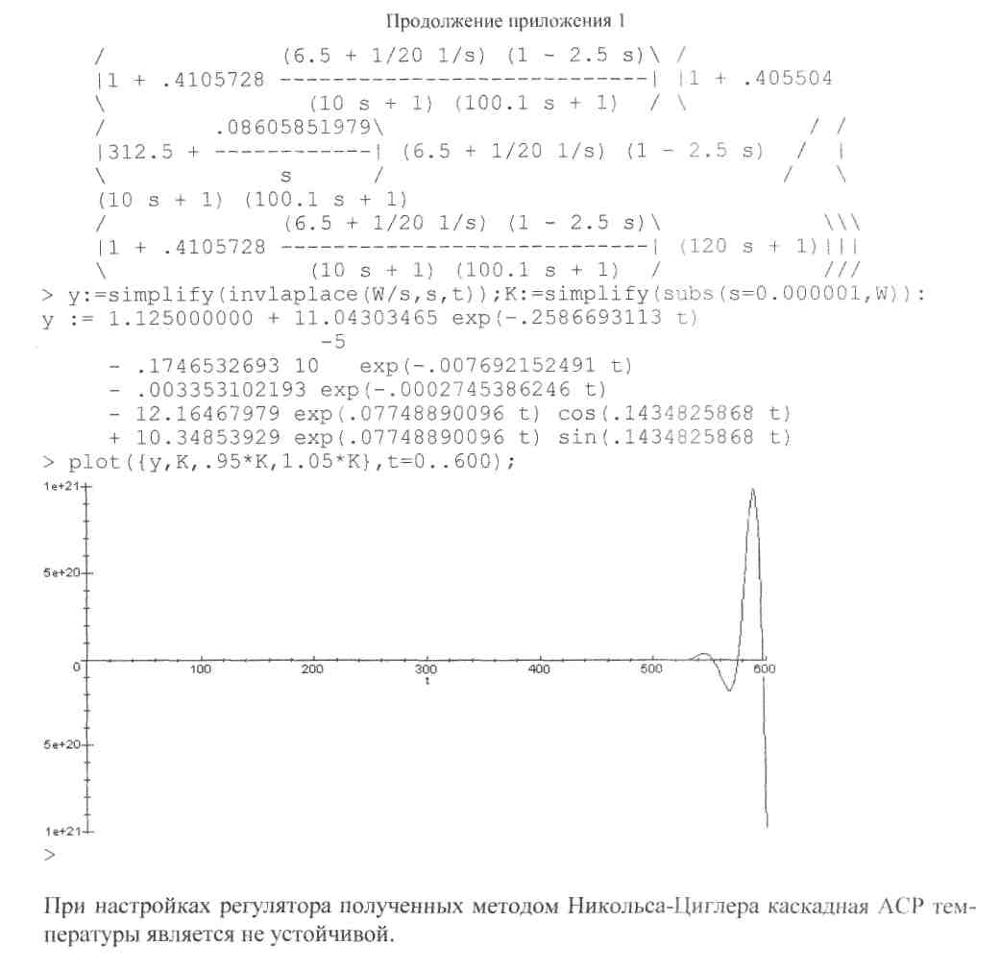 Продолжение приложения 1
/ (6.5 + 1/20 1/s) (1 - 2.5 s)\ /
|1 + .4105728 ----------------------------| |1 + .405504
\ (10 s + 1) (100.1 s + 1) / \
/ .08605851979\ / /
|312.5 + ------------| (6.5 + 1/20 1/s) (1 - 2.5 s) / |
\ s / / \
(10 s + 1) (100.1 s + 1)
/ (6.5 + 1/20 1/s) (1 - 2.5 s)\ \\\
|1 + .4105728 ----------------------------| (120 s + 1)|||
\ (10 s + 1) (100.1 s + 1) / ///
> y:=simplify(invlaplace(W/s,s,t));K:=simplify(subs(s=0.000001,W)):
y := 1.125000000 + 11.04303465 exp(-.2586693113 t)
-5
- .1746532693 10 exp(-.007692152491 t)
- .003353102193 exp(-.0002745386246 t)
- 12.16467979 exp(.07748890096 t) cos(.1434825868 t)
+ 10.34853929 exp(.07748890096 t) sin(.1434825868 t)
> plot({y,K,.95*K,1.05*K},t=0..600);
1e+21
5e+20
0 100 200 300 400 500 600
t
5e+20
1e+21
>
При настройках регулятора полученных методом Никольса-Циглера каскадная АСР тем-
пературы является не устойчивой.